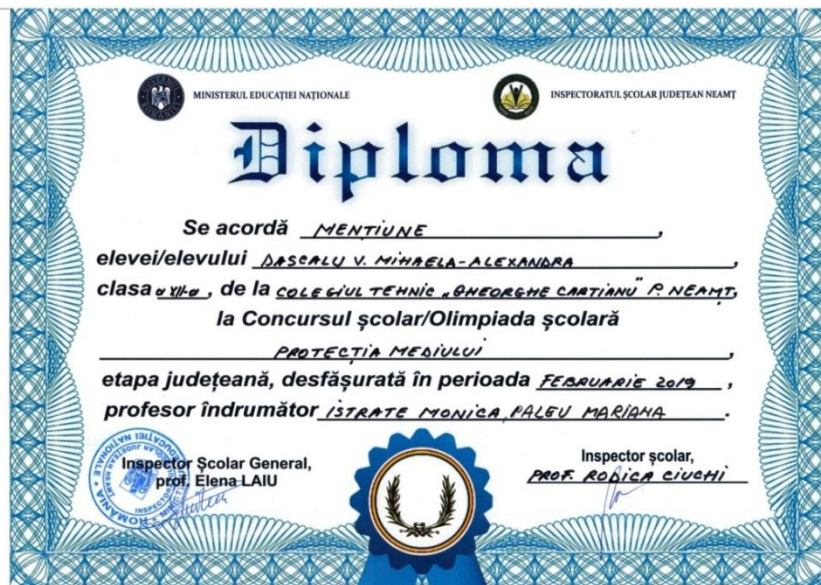 MINISTERUL EDUCAȚIEI NAȚIONALE
INSPECTORATUL ȘCOLAR JUDEȚEAN NEAMȚ
Diploma
Se acordă MENȚIUNE,
elevei/elevului DASCALU V. MIHAELA-ALEXANDRA,
clasa a XII-a, de la COLEGIUL TEHNIC „GHEORGHE CARTIANU" P. NEAMȚ,
la Concursul școlar/Olimpiada școlară
PROTECȚIA MEDIULUI,
etapa județeană, desfășurată în perioada FEBRUARIE 2019,
profesor îndrumător ISTRATE MONICA, PALEU MARIANA.
Inspector Școlar General,
prof. Elena LAIU
Inspector școlar,
PROF. RODICA CIUCHI
ROMANIA